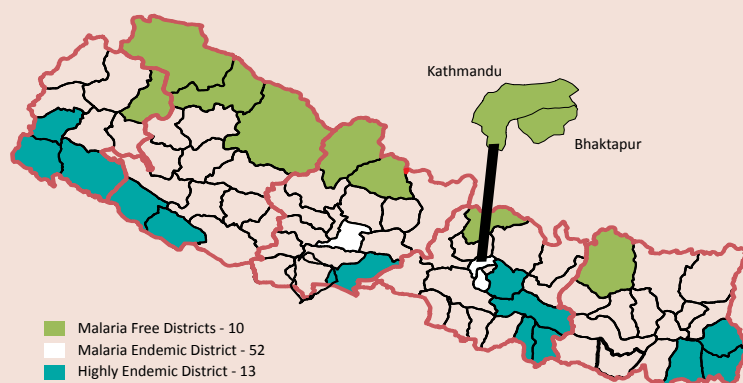 Kathmandu
Bhaktapur
Malaria Free Districts - 10
Malaria Endemic District - 52
Highly Endemic District - 13